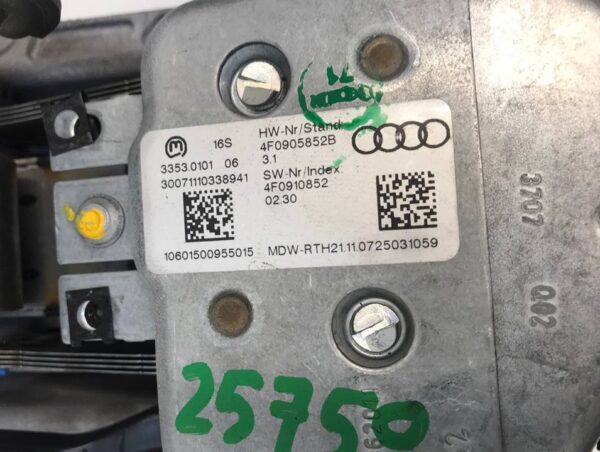 16S
3353.0101 06
30071110338941
HW-Nr/Stand
4F0905852B
3.1
SW-Nr/Index
4F0910852
02.30
10601500955015
MDW-RTH21.11.0725031059
3707
002
25750